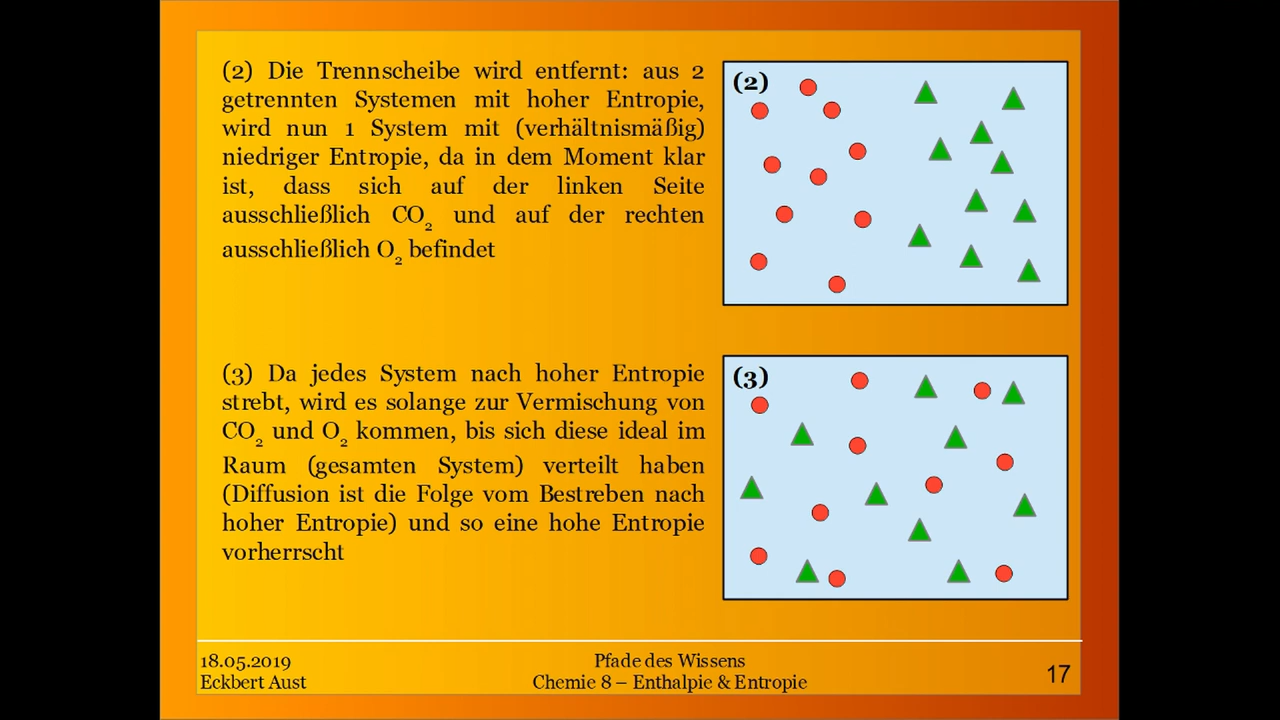 (2) Die Trennscheibe wird entfernt: aus 2
getrennten Systemen mit hoher Entropie,
wird nun 1 System mit (verhältnismäßig)
niedriger Entropie, da in dem Moment klar
ist, dass sich auf der linken Seite
ausschließlich CO₂ und auf der rechten
ausschließlich O₂ befindet
(2)
(3) Da jedes System nach hoher Entropie
strebt, wird es solange zur Vermischung von
CO₂ und O₂ kommen, bis sich diese ideal im
Raum (gesamten System) verteilt haben
(Diffusion ist die Folge vom Bestreben nach
hoher Entropie) und so eine hohe Entropie
vorherrscht
(3)
18.05.2019
Eckbert Aust
Pfade des Wissens
Chemie 8 – Enthalpie & Entropie
17